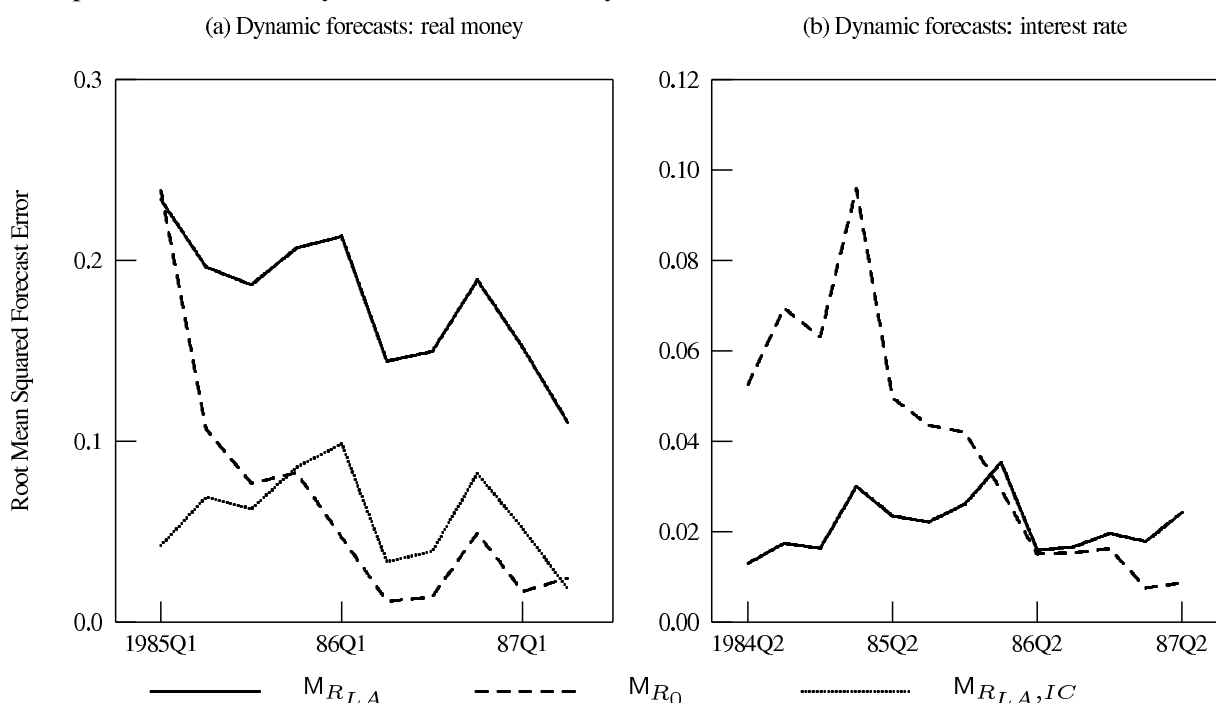 (a) Dynamic forecasts: real money
(b) Dynamic forecasts: interest rate
Root Mean Squared Forecast Error
0.3
0.2
0.1
0.0
1985Q1 86Q1 87Q1
0.12
0.10
0.08
0.06
0.04
0.02
0.00
1984Q2 85Q2 86Q2 87Q2
M_{R_{LA}} M_{R_0} M_{R_{LA},IC}